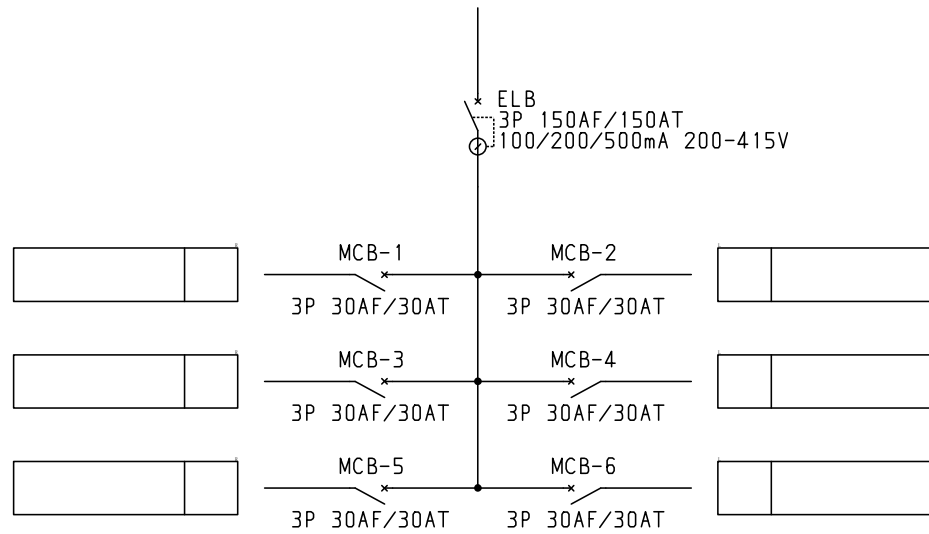 ELB
3P 150AF/150AT
100/200/500mA 200-415V
MCB-1
MCB-2
3P 30AF/30AT
3P 30AF/30AT
MCB-3
MCB-4
3P 30AF/30AT
3P 30AF/30AT
MCB-5
MCB-6
3P 30AF/30AT
3P 30AF/30AT